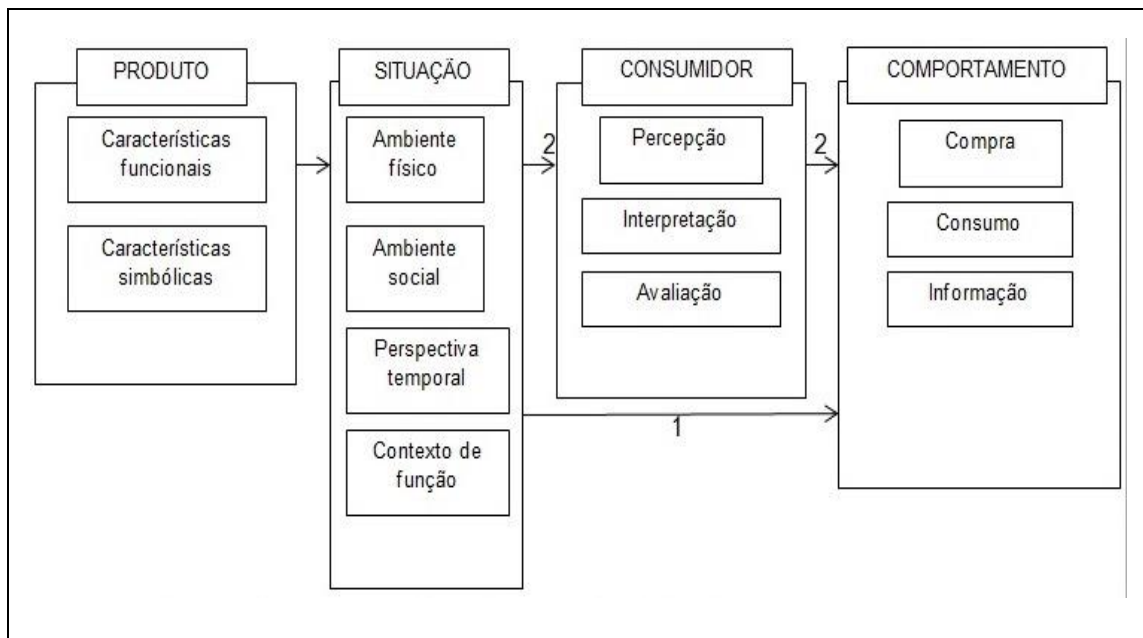 PRODUTO
Características
funcionais
Características
simbólicas
SITUAÇÃO
Ambiente
físico
Ambiente
social
Perspectiva
temporal
Contexto de
função
2
CONSUMIDOR
Percepção
Interpretação
Avaliação
2
1
COMPORTAMENTO
Compra
Consumo
Informação